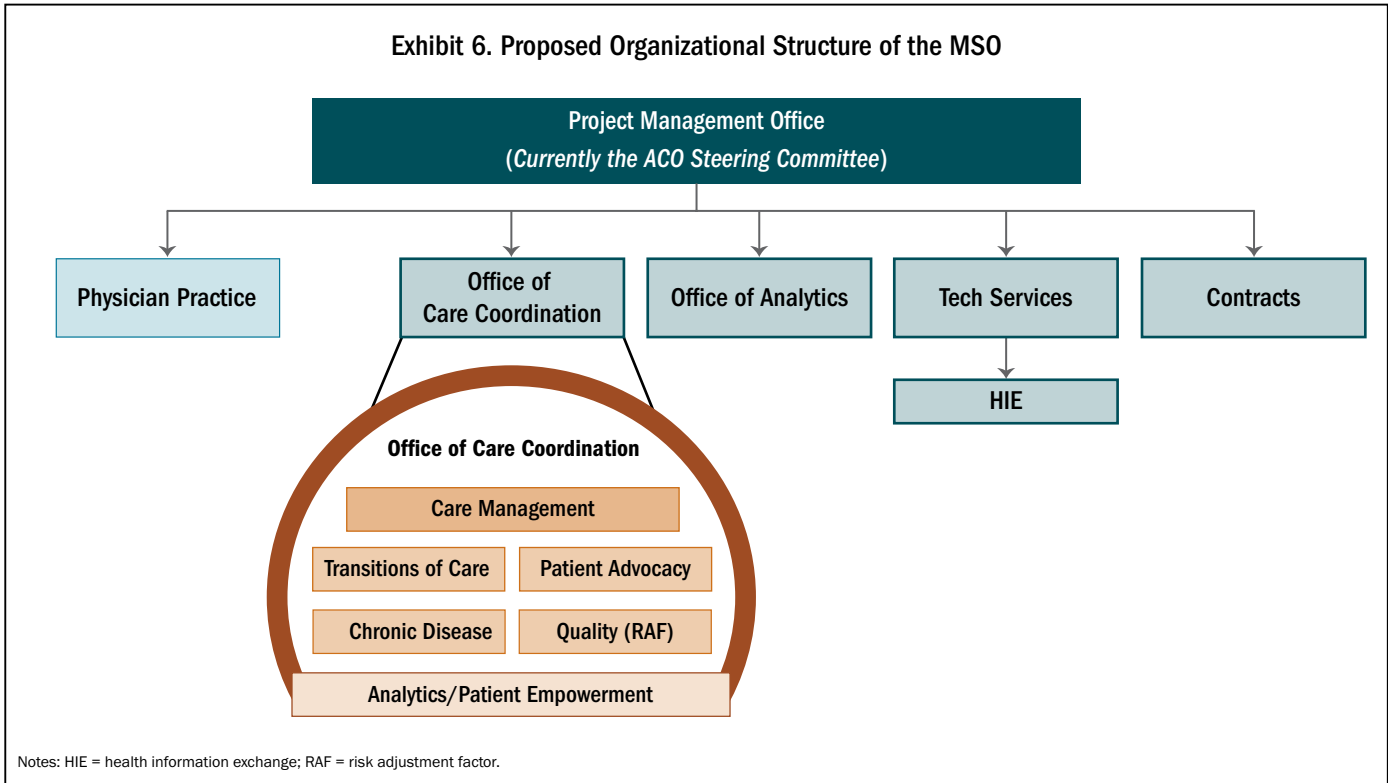 Exhibit 6. Proposed Organizational Structure of the MSO
Project Management Office
(Currently the ACO Steering Committee)
Physician Practice
Office of
Care Coordination
Office of Analytics
Tech Services
Contracts
HIE
Office of Care Coordination
Care Management
Transitions of Care
Patient Advocacy
Chronic Disease
Quality (RAF)
Analytics/Patient Empowerment
Notes: HIE = health information exchange; RAF = risk adjustment factor.